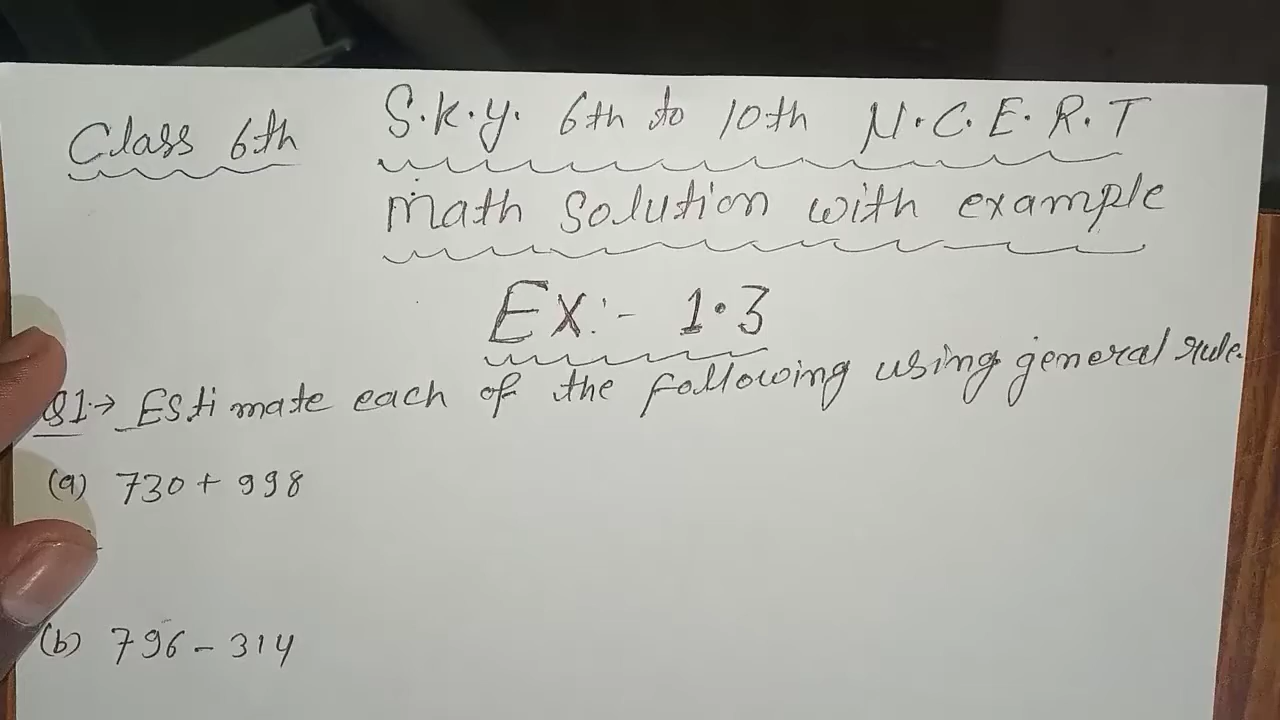 Class 6th
S.K.Y. 6th to 10th N.C.E.R.T
math solution with example
EX:- 1.3
Q1→ Estimate each of the following using general rule.
(a) 730 + 998
(b) 796 - 314